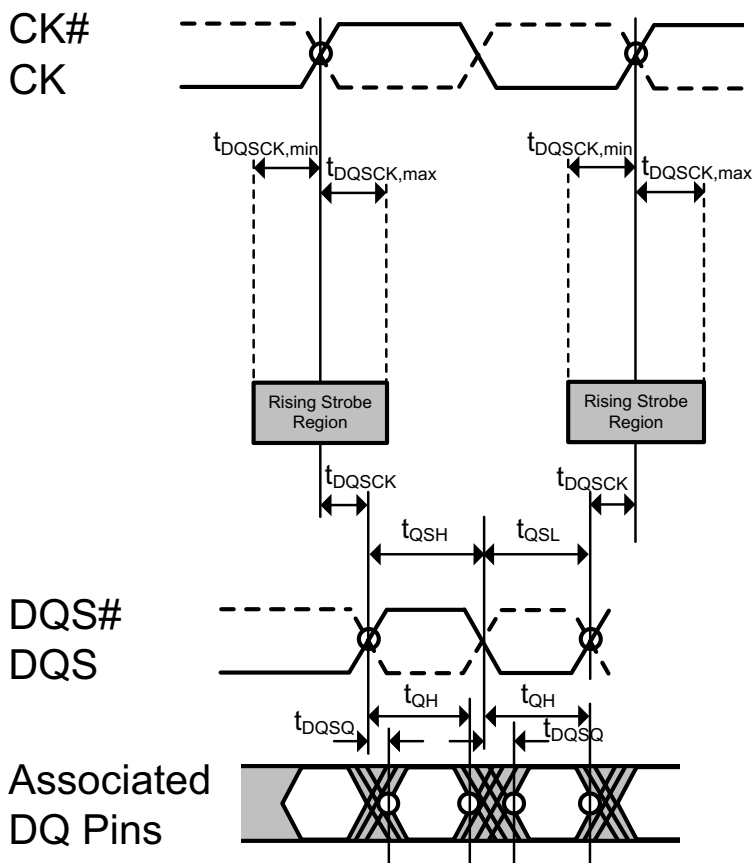 CK#
CK
tDQSCK,min
tDQSCK,max
tDQSCK,min
tDQSCK,max
Rising Strobe
Region
Rising Strobe
Region
tDQSCK
tDQSCK
tQSH
tQSL
DQS#
DQS
tQH
tQH
tDQSQ
tDQSQ
Associated
DQ Pins